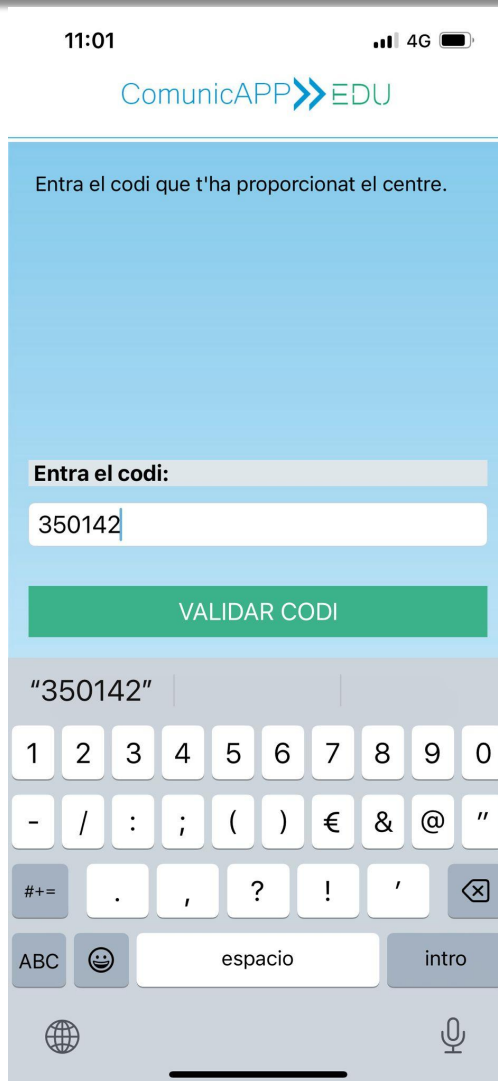 11:01
4G
ComunicAPP EDU
Entra el codi que t'ha proporcionat el centre.
Entra el codi:
350142
VALIDAR CODI
“350142”
1 2 3 4 5 6 7 8 9 0
- / : ; ( ) € & @ "
#+= . , ? ! '
ABC espacio intro